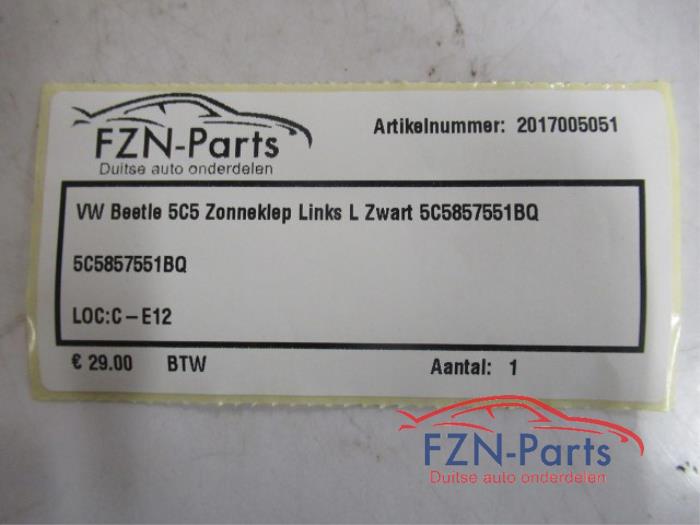 FZN-Parts
Duitse auto onderdelen
Artikelnummer: 2017005051
VW Beetle 5C5 Zonneklep Links L Zwart 5C5857551BQ
5C5857551BQ
LOC:C-E12
€ 29.00 BTW Aantal: 1
FZN-Parts
Duitse auto onderdelen